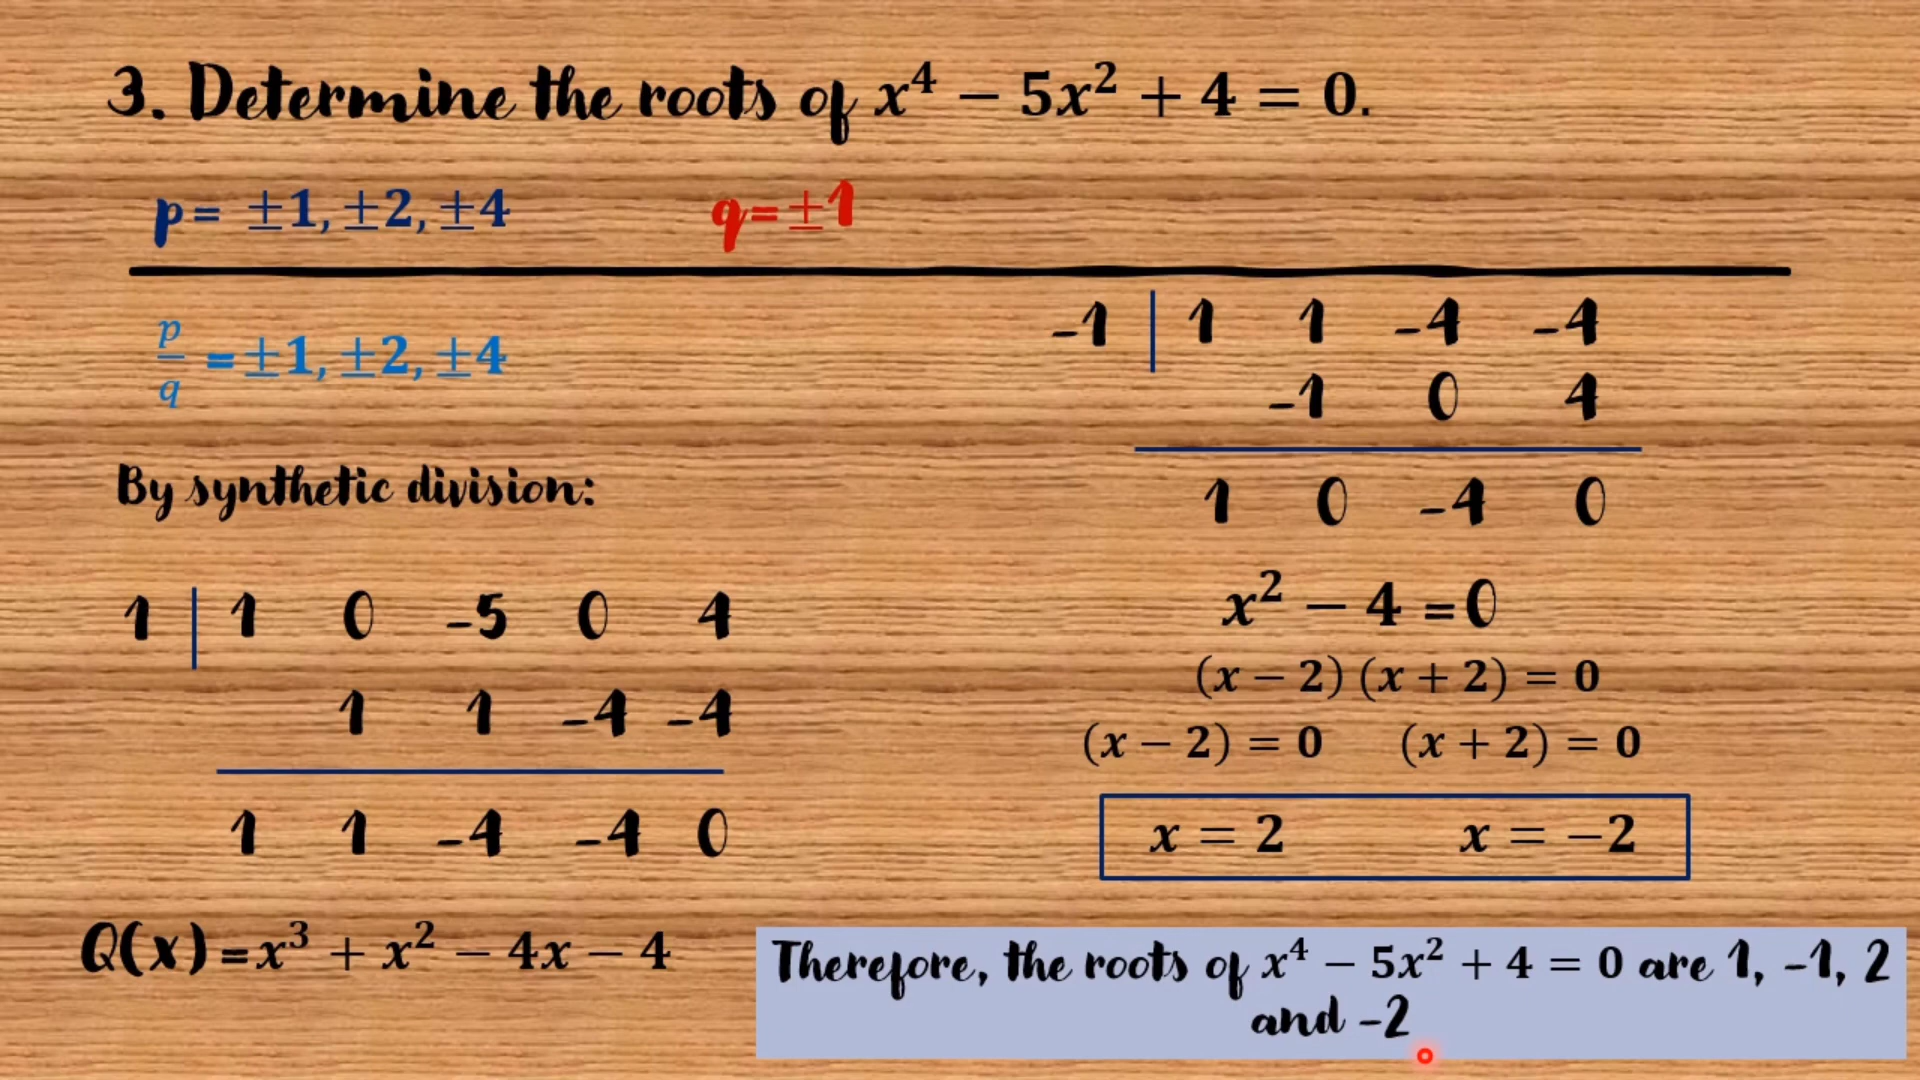 3. Determine the roots of x⁴ − 5x² + 4 = 0.
p = ±1, ±2, ±4 q = ±1
p/q = ±1, ±2, ±4
By synthetic division:
1 | 1 0 -5 0 4
1 1 -4 -4
1 1 -4 -4 0
Q(x) = x³ + x² − 4x − 4
-1 | 1 1 -4 -4
-1 0 4
1 0 -4 0
x² − 4 = 0
(x − 2) (x + 2) = 0
(x − 2) = 0 (x + 2) = 0
x = 2 x = −2
Therefore, the roots of x⁴ − 5x² + 4 = 0 are 1, -1, 2
and -2